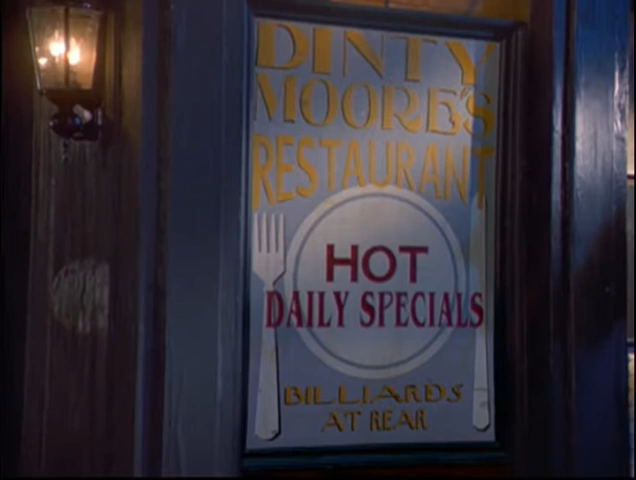 DINTY
MOORE'S
RESTAURANT
HOT
DAILY SPECIALS
BILLIARDS
AT REAR